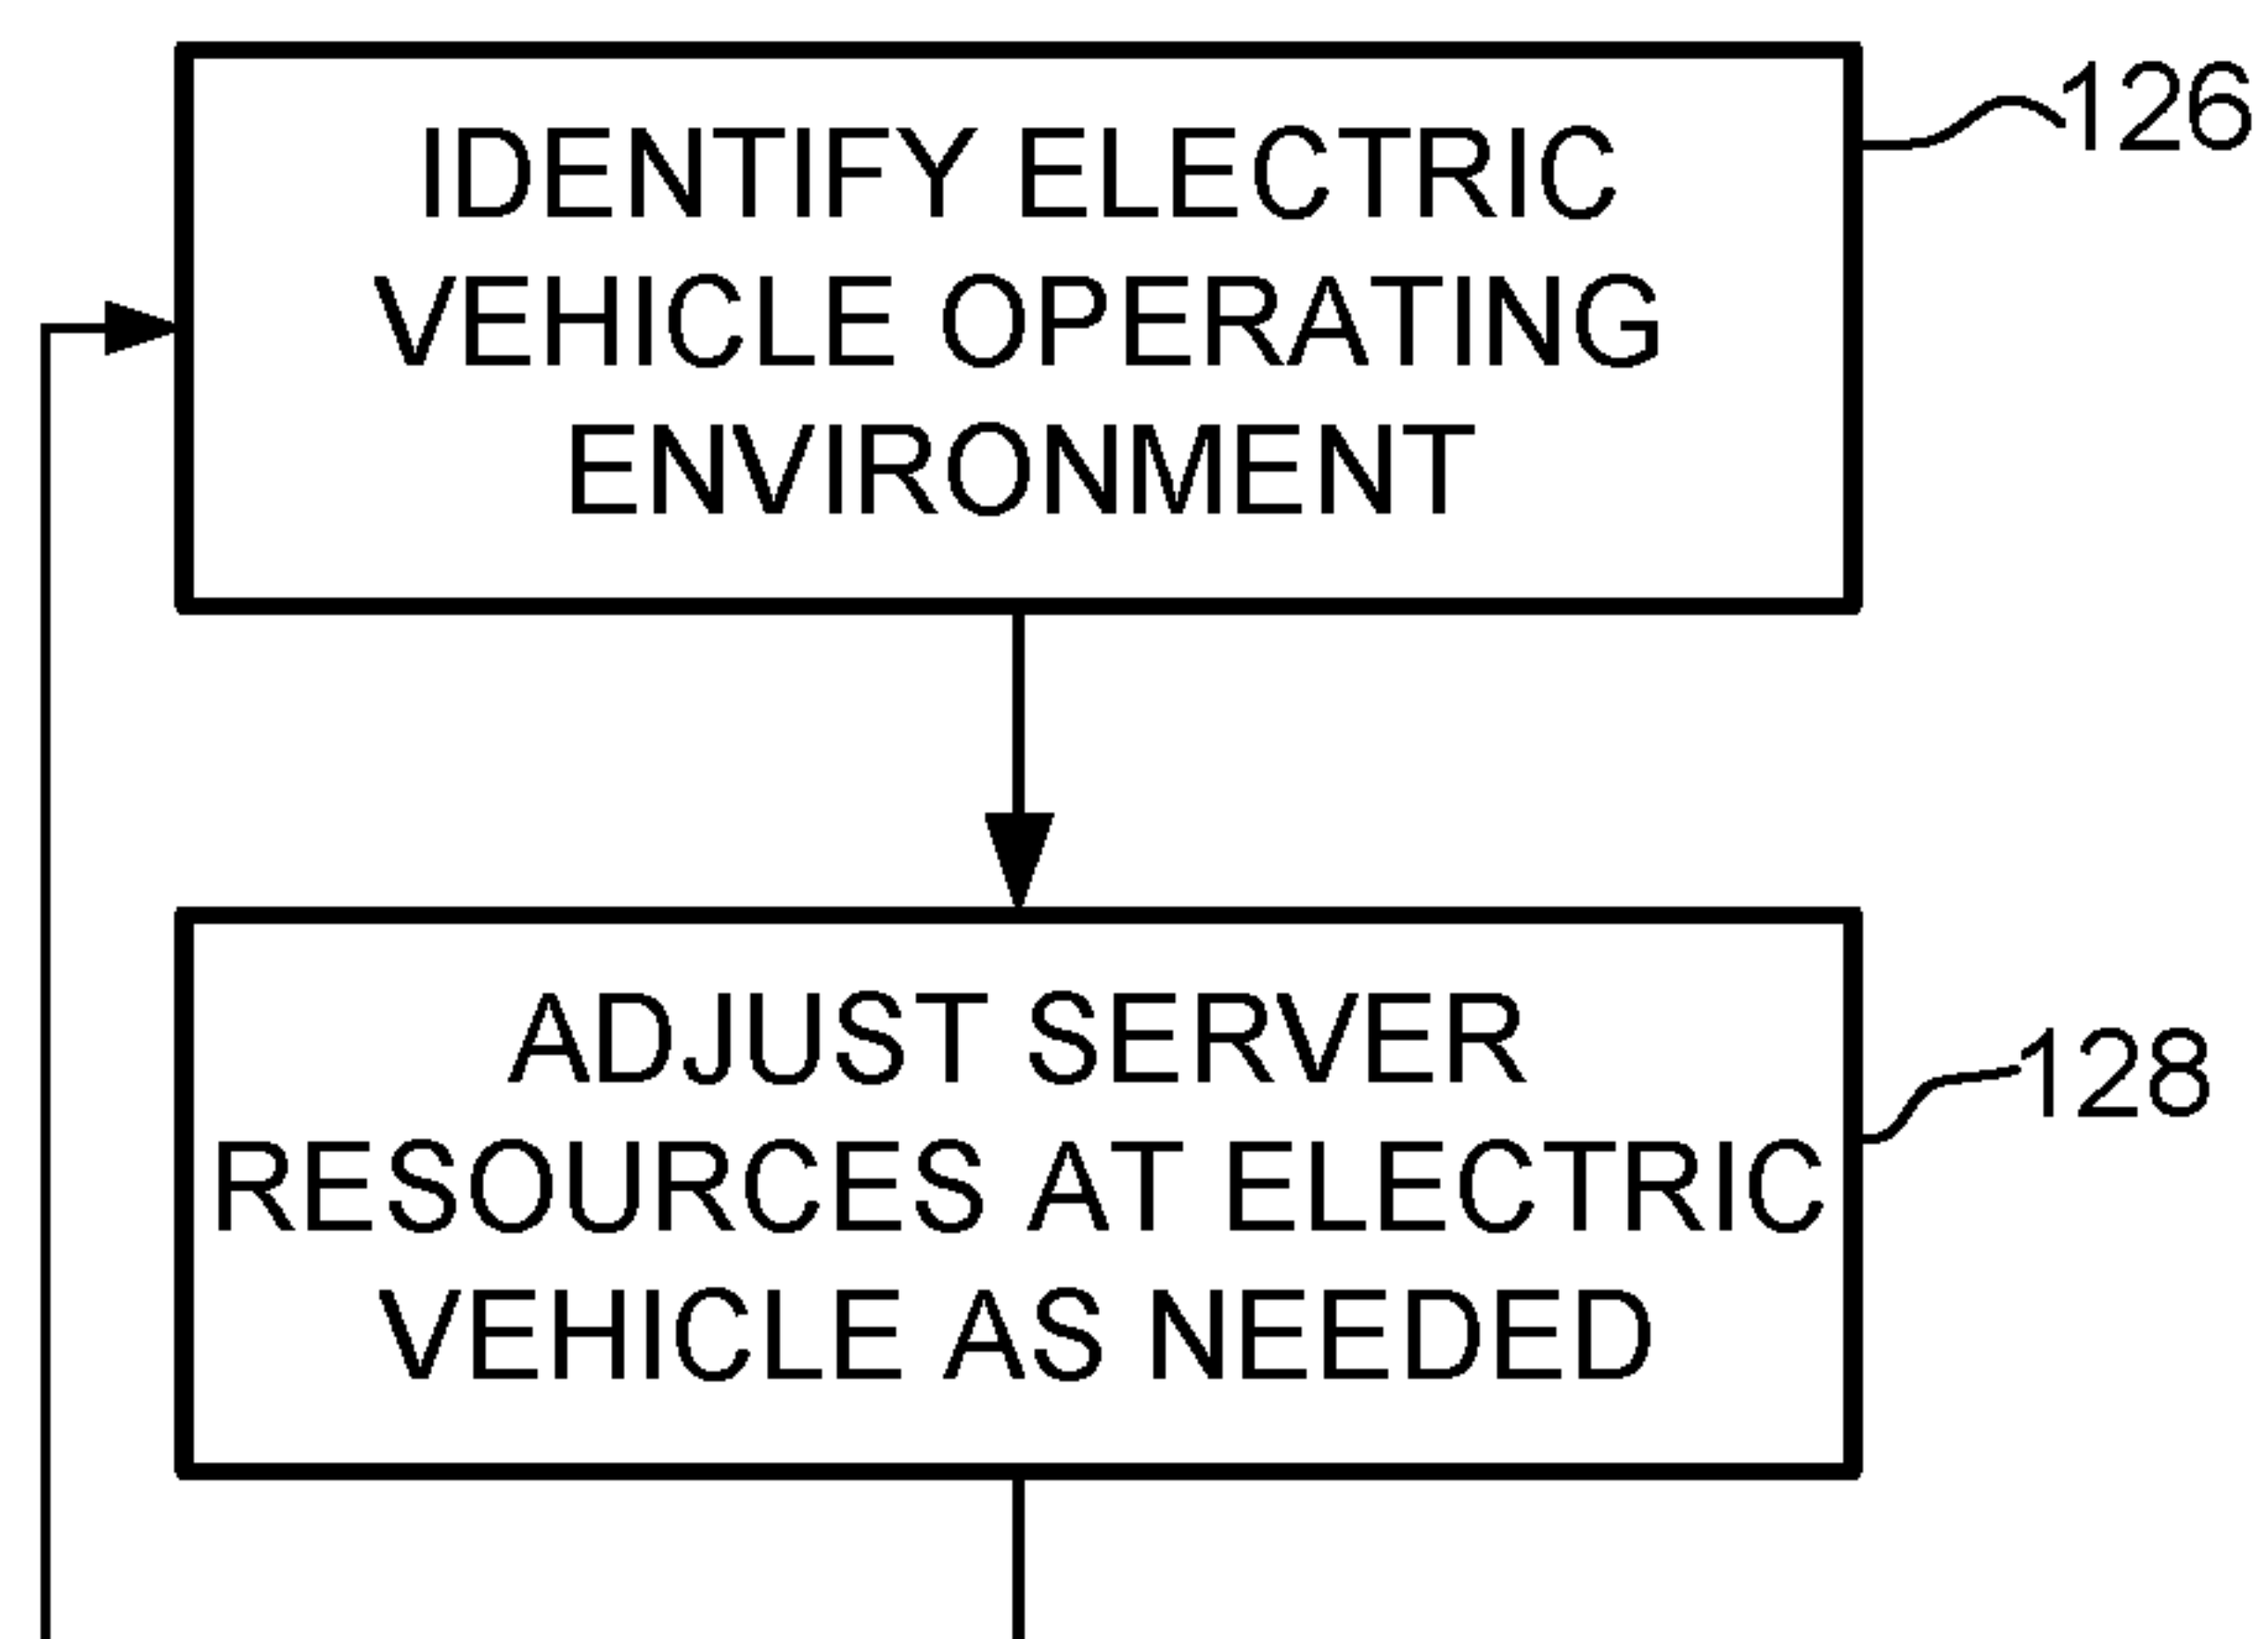 IDENTIFY ELECTRIC
VEHICLE OPERATING
ENVIRONMENT
126
ADJUST SERVER
RESOURCES AT ELECTRIC
VEHICLE AS NEEDED
128